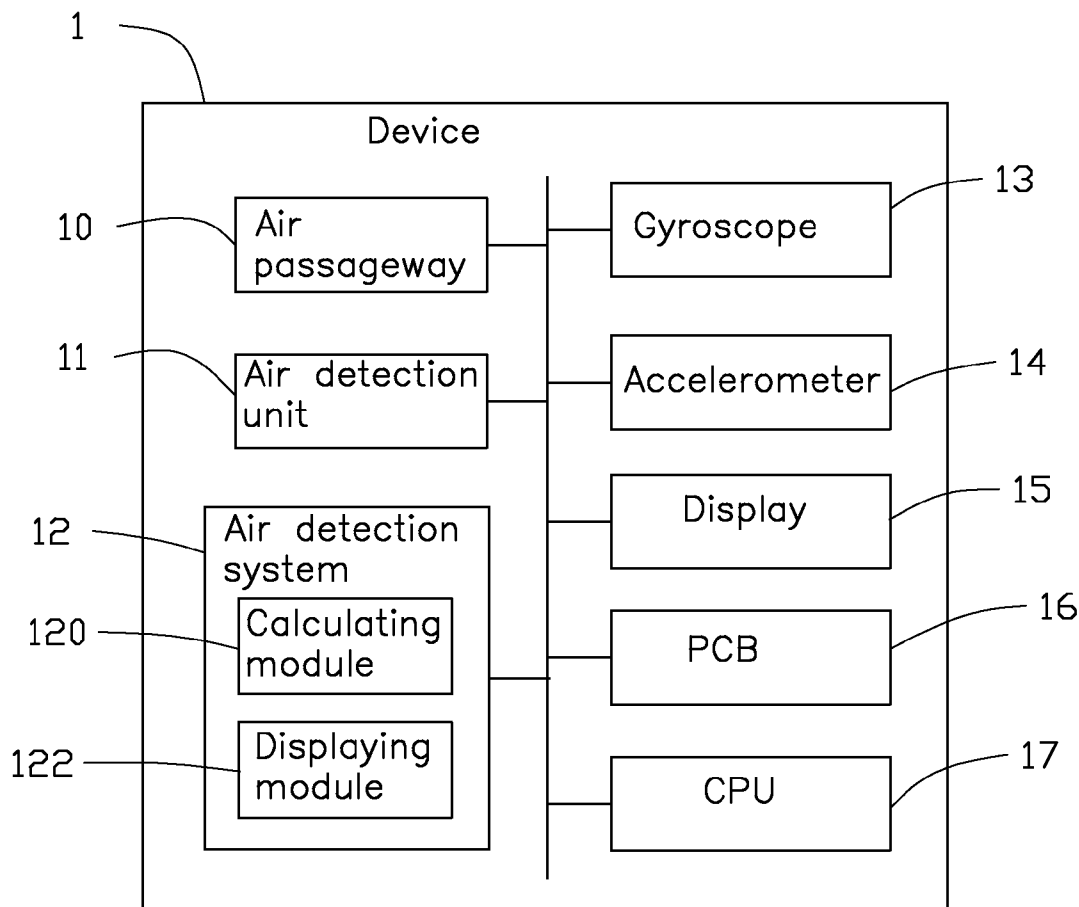 1
Device
10
Air
passageway
11
Air detection
unit
12
Air detection
system
120
Calculating
module
122
Displaying
module
Gyroscope
13
Accelerometer
14
Display
15
PCB
16
CPU
17